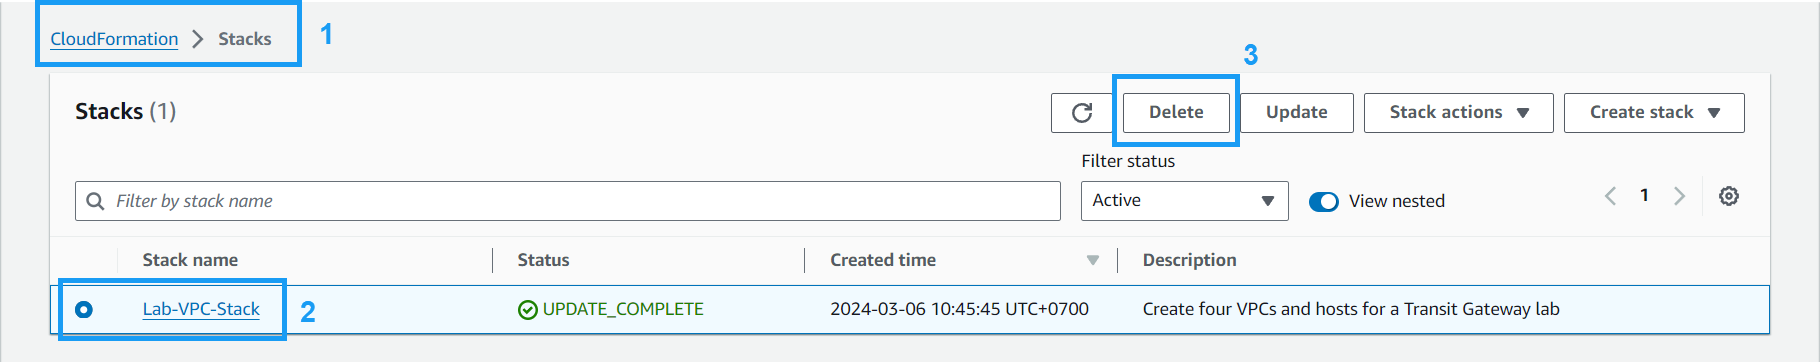 CloudFormation > Stacks 1
3
Stacks (1) Delete Update Stack actions Create stack
Filter status
Filter by stack name Active View nested 1
Stack name Status Created time Description
Lab-VPC-Stack 2 UPDATE_COMPLETE 2024-03-06 10:45:45 UTC+0700 Create four VPCs and hosts for a Transit Gateway lab